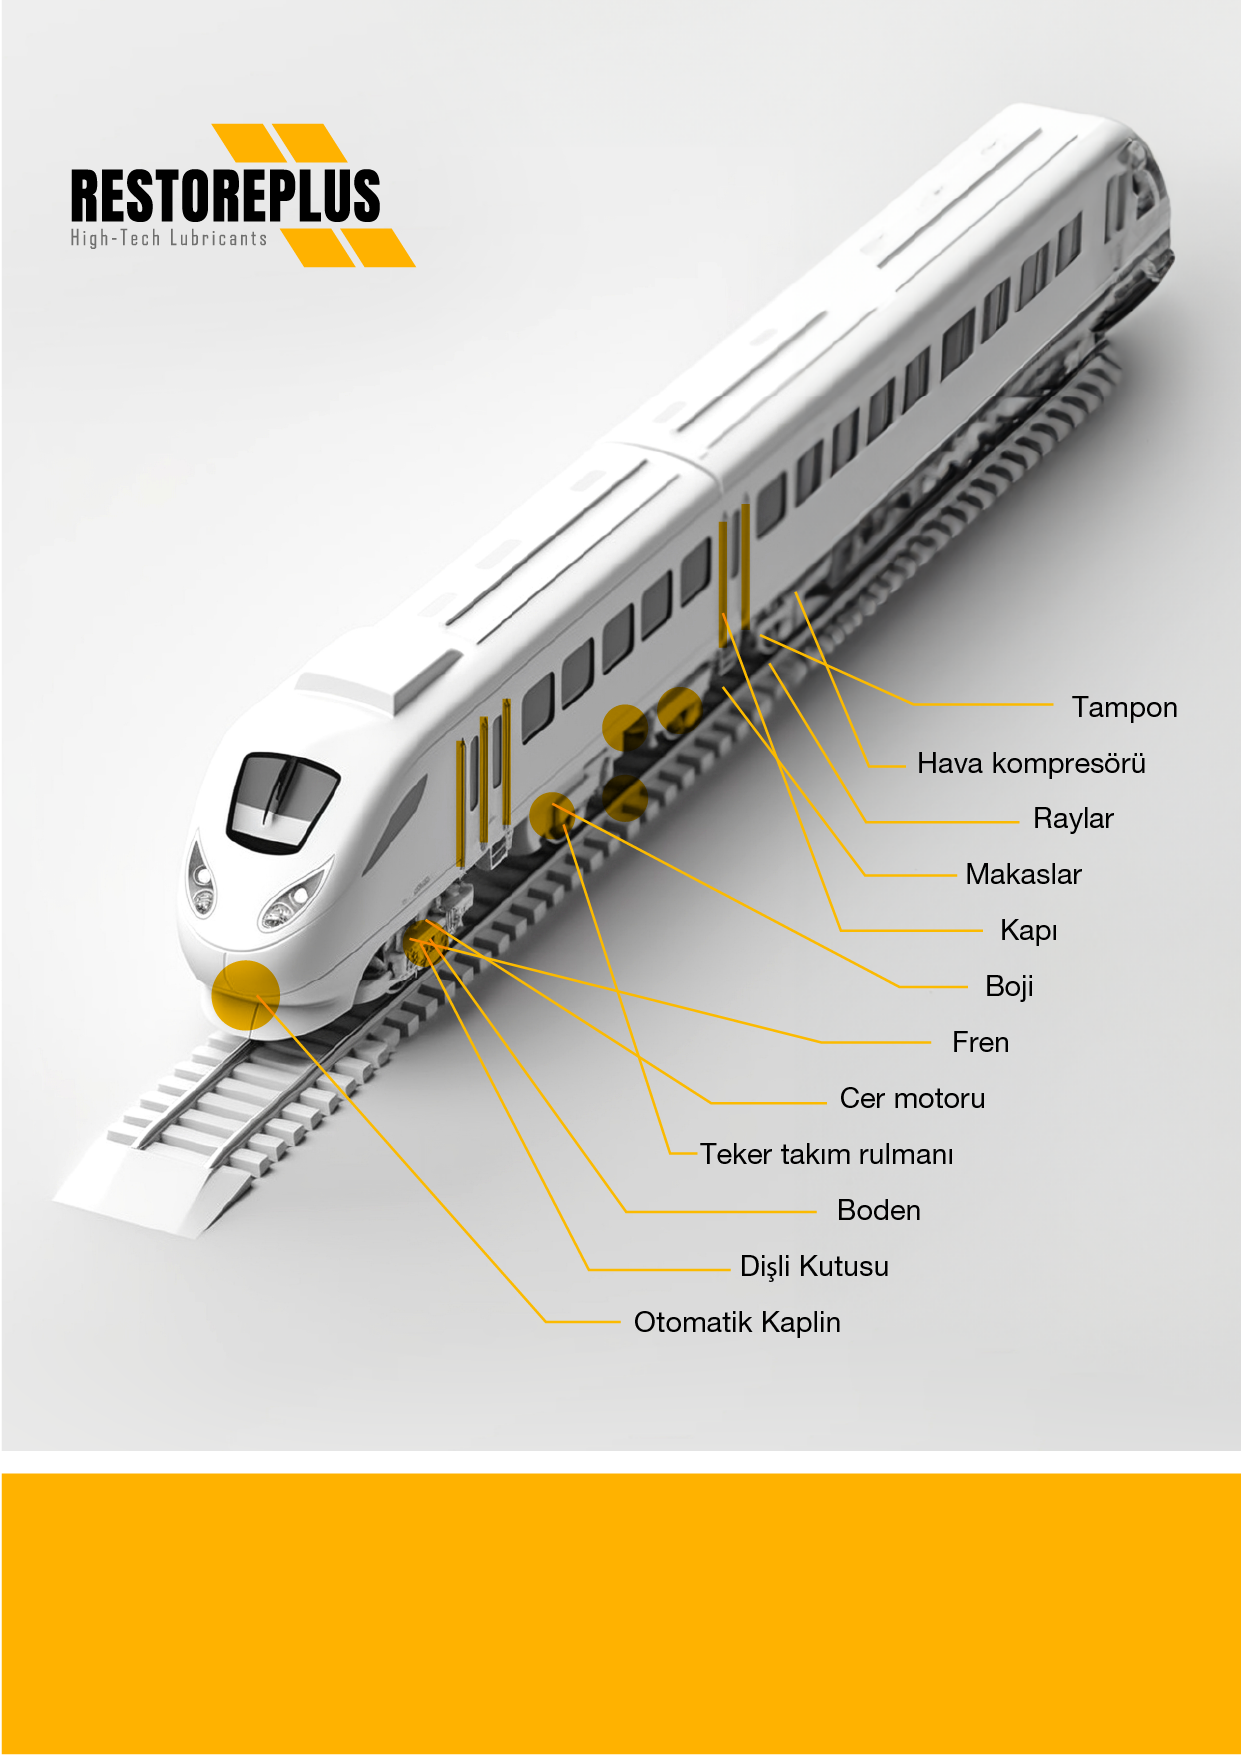 RESTOREPLUS
High-Tech Lubricants
Tampon
Hava kompresörü
Raylar
Makaslar
Kapı
Boji
Fren
Cer motoru
Teker takım rulmanı
Boden
Dişli Kutusu
Otomatik Kaplin